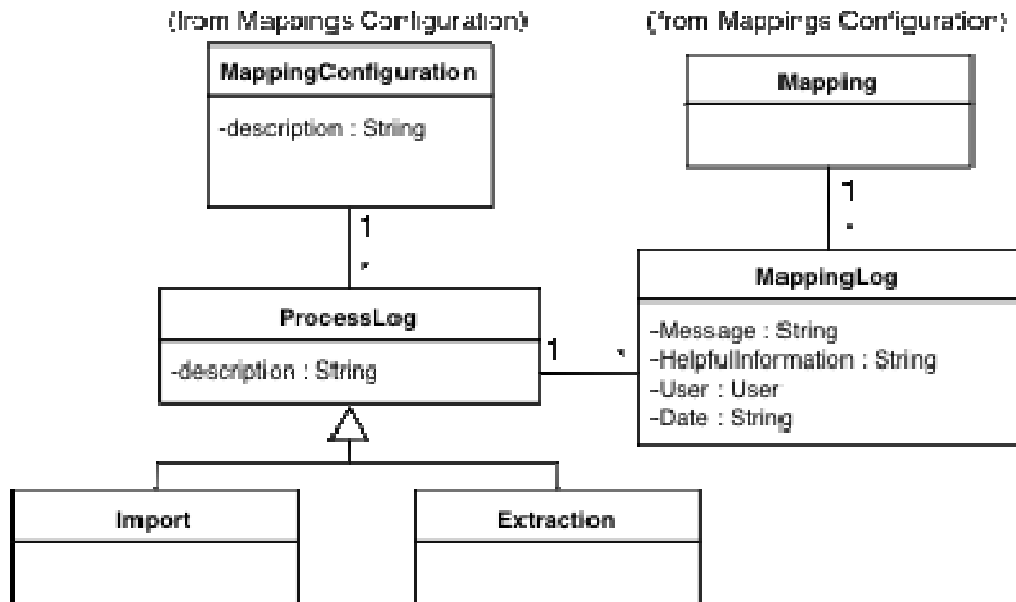 (from Mappings Configuration)
(from Mappings Configuration)
MappingConfiguration
-description : String
Mapping
1
*
1
*
ProcessLog
-description : String
1
*
MappingLog
-Message : String
-HelpfulInformation : String
-User : User
-Date : String
Import
Extraction